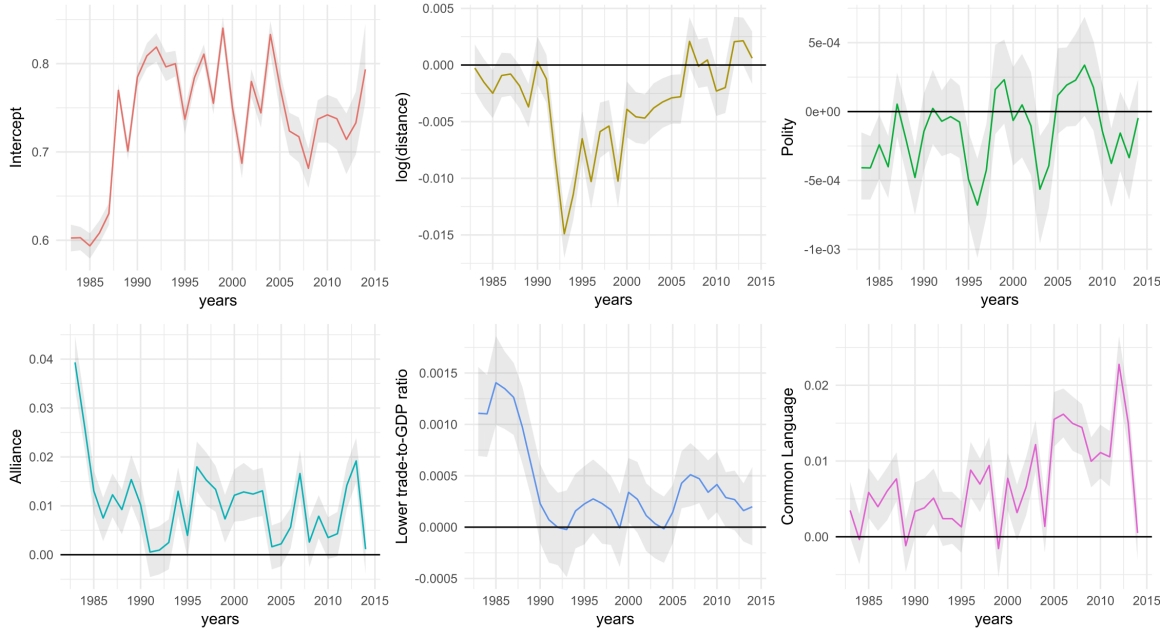 Intercept
0.8
0.7
0.6
1985 1990 1995 2000 2005 2010 2015
years
log(distance)
0.005
0.000
-0.005
-0.010
-0.015
1985 1990 1995 2000 2005 2010 2015
years
Polity
5e-04
0e+00
-5e-04
-1e-03
1985 1990 1995 2000 2005 2010 2015
years
Alliance
0.04
0.03
0.02
0.01
0.00
1985 1990 1995 2000 2005 2010 2015
years
Lower trade-to-GDP ratio
0.0015
0.0010
0.0005
0.0000
-0.0005
1985 1990 1995 2000 2005 2010 2015
years
Common Language
0.02
0.01
0.00
1985 1990 1995 2000 2005 2010 2015
years